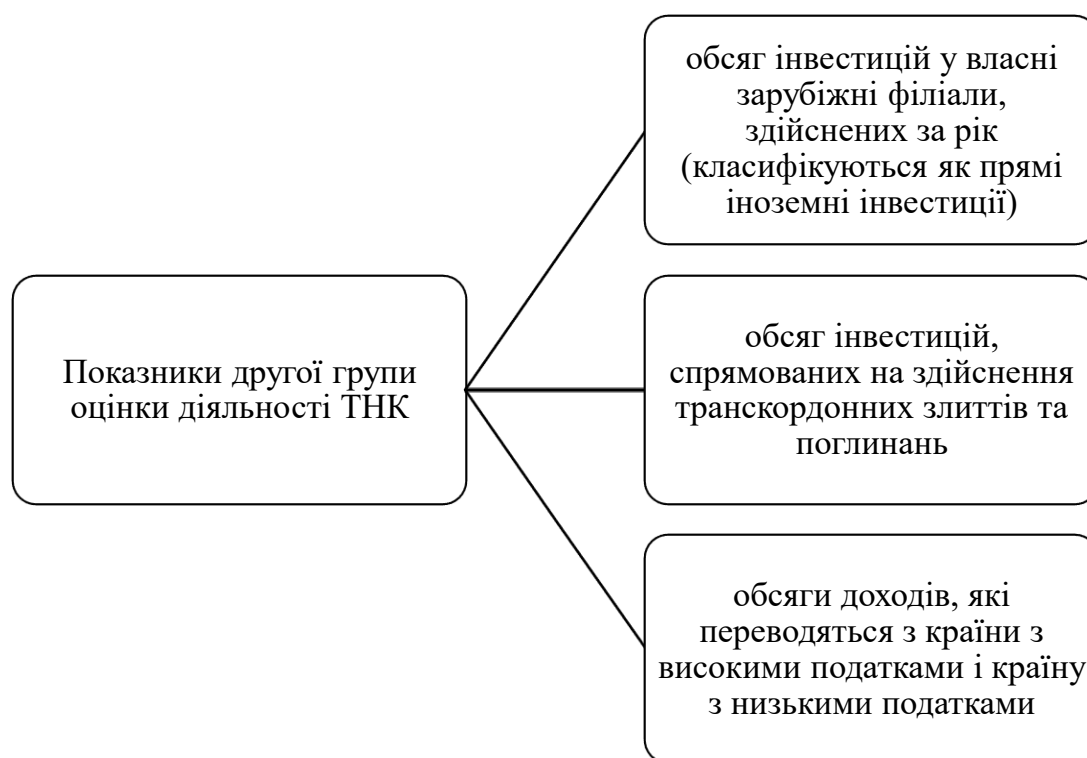 обсяг інвестицій у власні
зарубіжні філіали,
здійснених за рік
(класифікуються як прямі
іноземні інвестиції)
Показники другої групи
оцінки діяльності ТНК
обсяг інвестицій,
спрямованих на здійснення
транскордонних злиттів та
поглинань
обсяги доходів, які
переводяться з країни з
високими податками і країну
з низькими податками